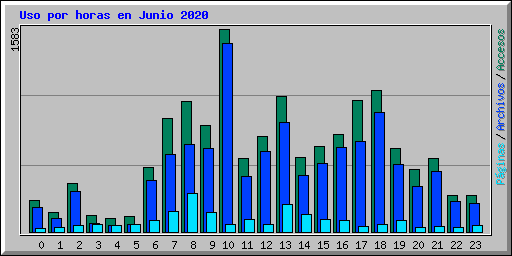 Uso por horas en Junio 2020
1583
Páginas / Archivos / Accesos
0 1 2 3 4 5 6 7 8 9 10 11 12 13 14 15 16 17 18 19 20 21 22 23